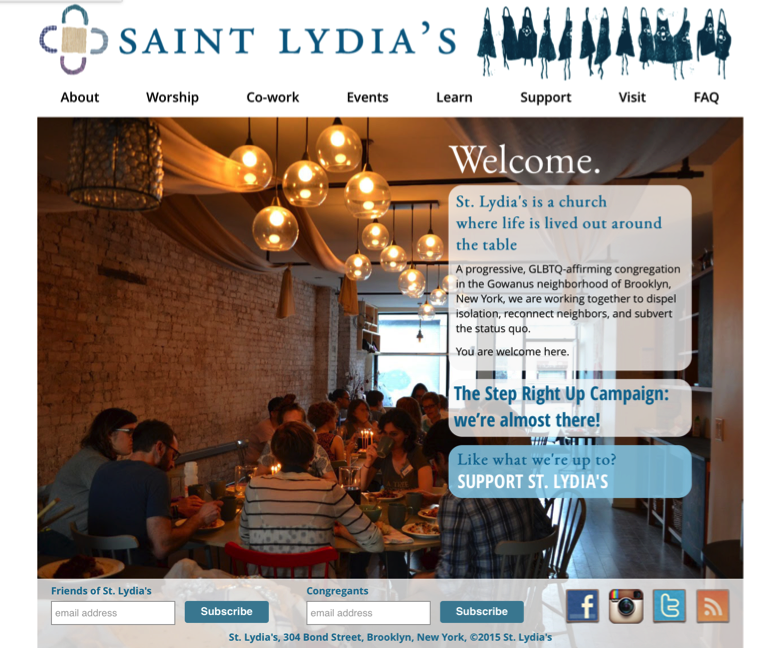 SAINT LYDIA'S
About Worship Co-work Events Learn Support Visit FAQ
Welcome.
St. Lydia's is a church
where life is lived out around
the table
A progressive, GLBTQ-affirming congregation
in the Gowanus neighborhood of Brooklyn,
New York, we are working together to dispel
isolation, reconnect neighbors, and subvert
the status quo.
You are welcome here.
The Step Right Up Campaign:
we're almost there!
Like what we're up to?
SUPPORT ST. LYDIA'S
Friends of St. Lydia's
email address Subscribe
Congregants
email address Subscribe
St. Lydia's, 304 Bond Street, Brooklyn, New York, ©2015 St. Lydia's